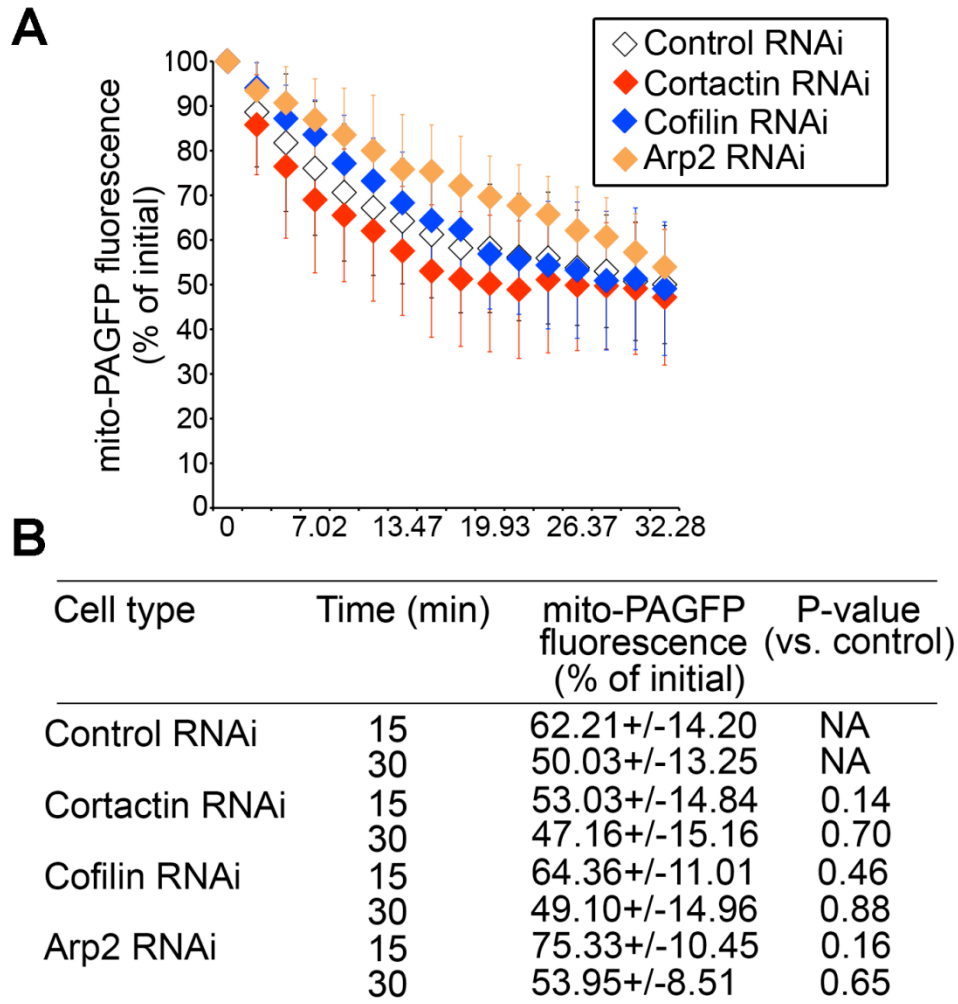 A
mito-PAGFP fluorescence
(% of initial)
100
90
80
70
60
50
40
30
20
10
0
0 7.02 13.47 19.93 26.37 32.28
Control RNAi
Cortactin RNAi
Cofilin RNAi
Arp2 RNAi
B
Cell type Time (min) mito-PAGFP P-value
fluorescence (vs. control)
(% of initial)
Control RNAi 15 62.21+/-14.20 NA
30 50.03+/-13.25 NA
Cortactin RNAi 15 53.03+/-14.84 0.14
30 47.16+/-15.16 0.70
Cofilin RNAi 15 64.36+/-11.01 0.46
30 49.10+/-14.96 0.88
Arp2 RNAi 15 75.33+/-10.45 0.16
30 53.95+/-8.51 0.65